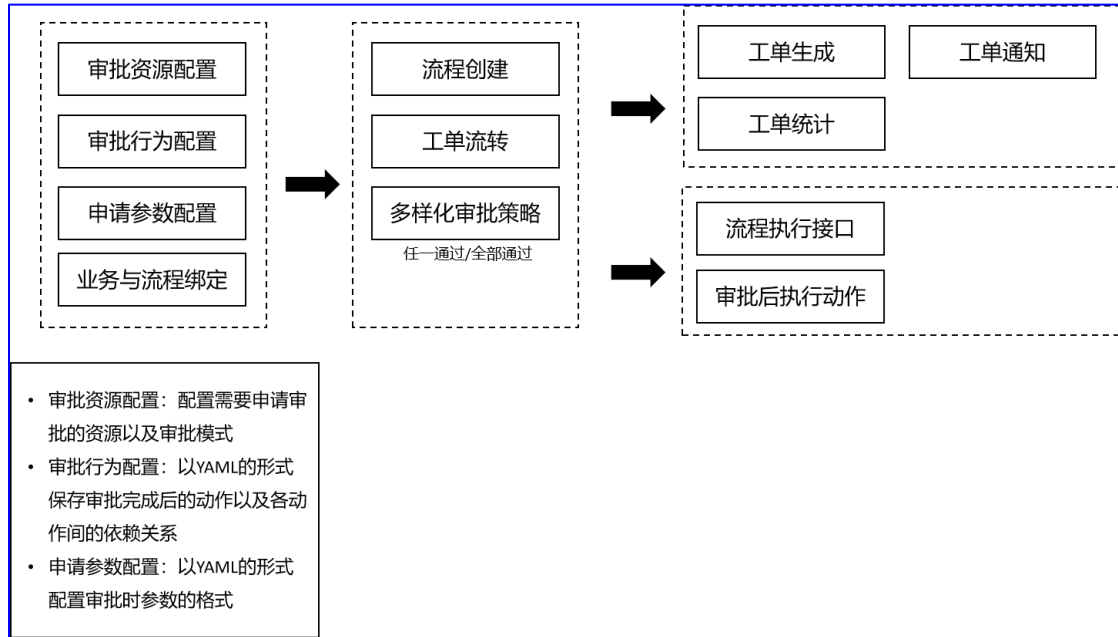 审批资源配置
审批行为配置
申请参数配置
业务与流程绑定
流程创建
工单流转
多样化审批策略
任一通过/全部通过
工单生成
工单通知
工单统计
流程执行接口
审批后执行动作
• 审批资源配置：配置需要申请审
批的资源以及审批模式
• 审批行为配置：以YAML的形式
保存审批完成后的动作以及各动
作间的依赖关系
• 申请参数配置：以YAML的形式
配置审批时参数的格式